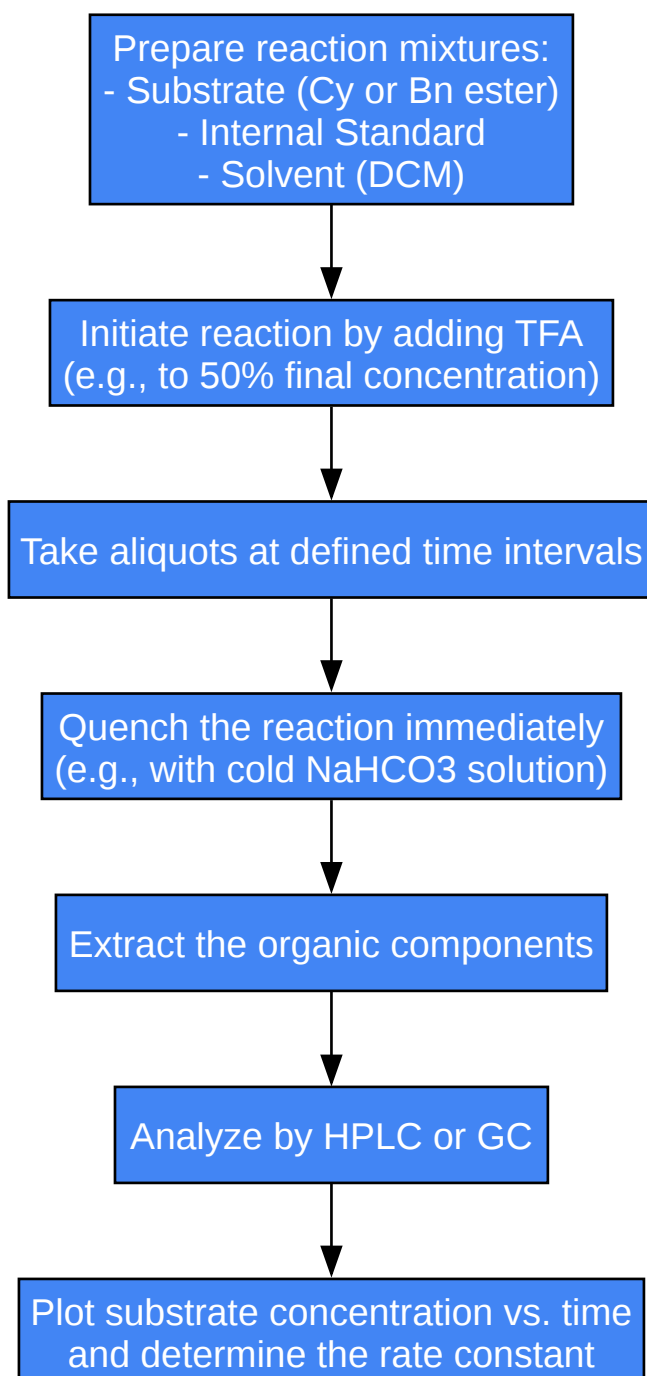 Prepare reaction mixtures:
- Substrate (Cy or Bn ester)
- Internal Standard
- Solvent (DCM)
Initiate reaction by adding TFA
(e.g., to 50% final concentration)
Take aliquots at defined time intervals
Quench the reaction immediately
(e.g., with cold NaHCO3 solution)
Extract the organic components
Analyze by HPLC or GC
Plot substrate concentration vs. time
and determine the rate constant